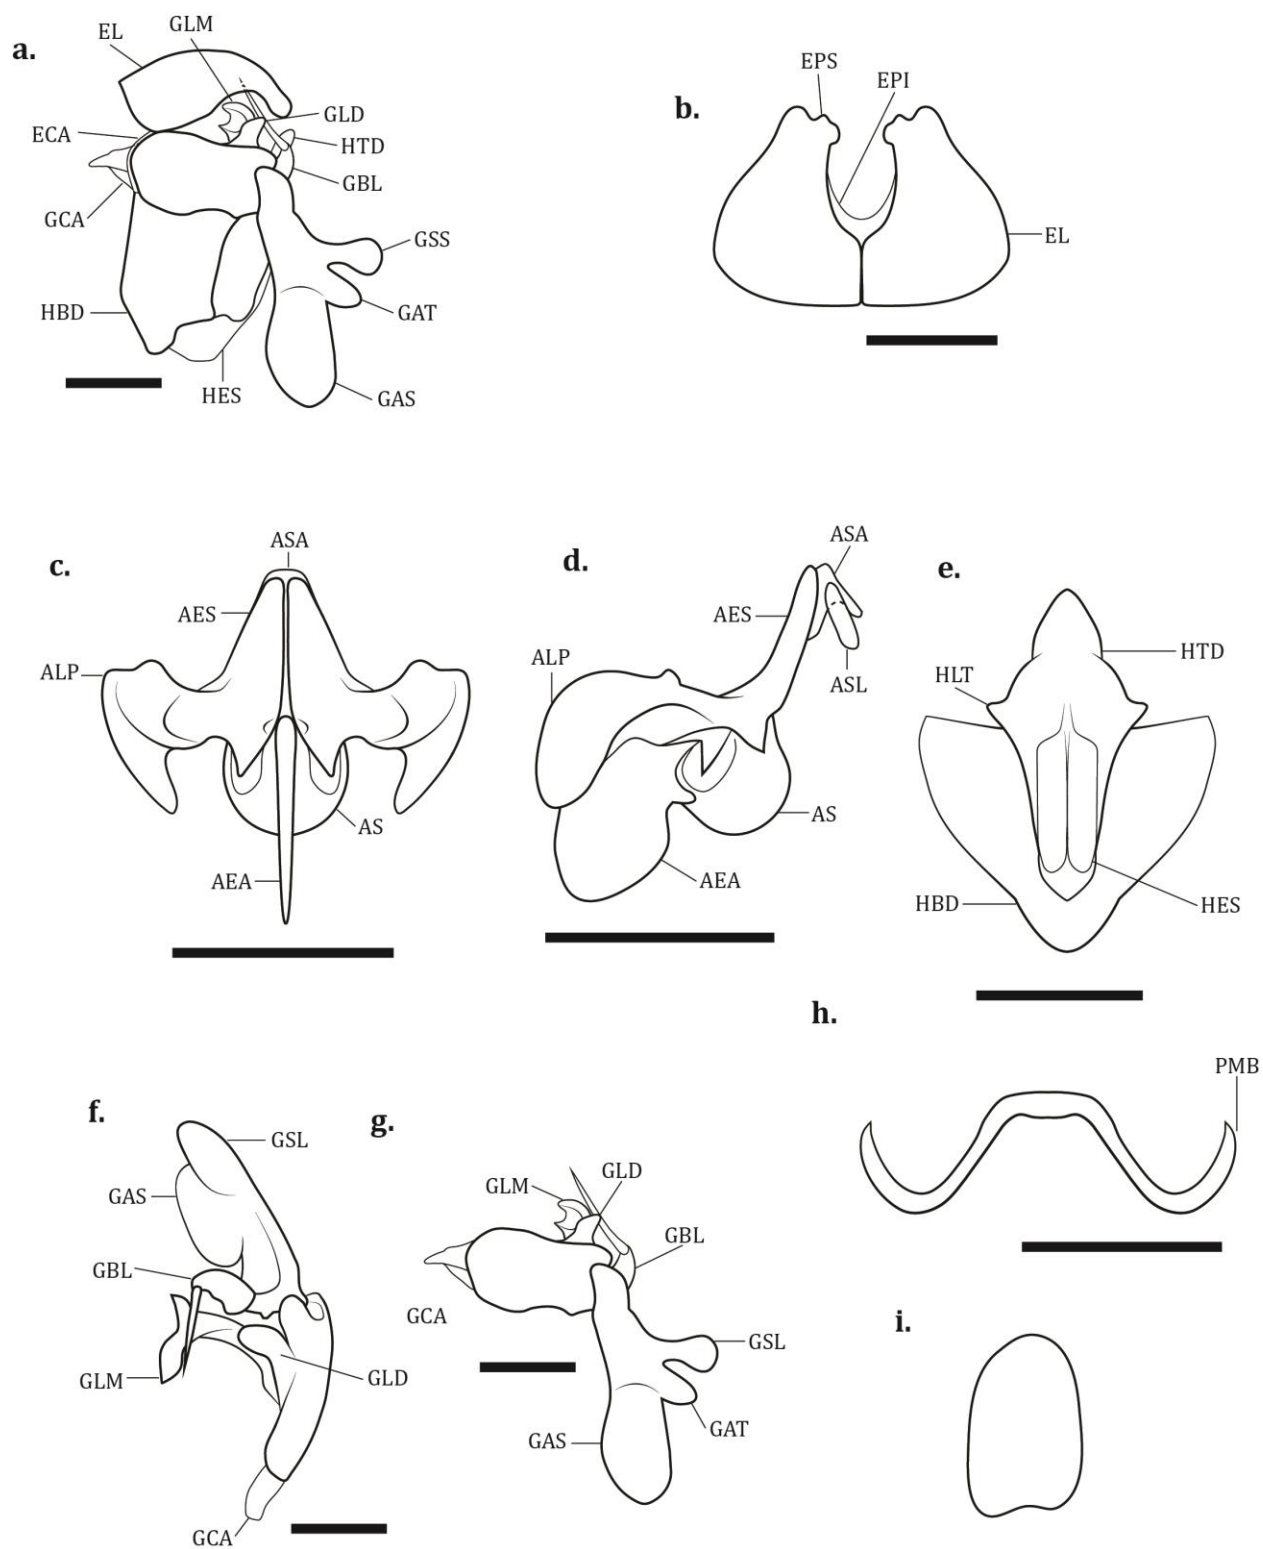 a.
EL
GLM
GLD
HTD
ECA
GBL
GCA
GSS
HBD
GAT
HES
GAS
b.
EPS
EPI
EL
c.
ASA
AES
ALP
AS
AEA
d.
ASA
AES
ALP
ASL
AS
AEA
e.
HTD
HLT
HBD
HES
f.
GSL
GAS
GBL
GLM
GLD
GCA
g.
GLD
GLM
GBL
GCA
GSL
GAT
GAS
h.
PMB
i.